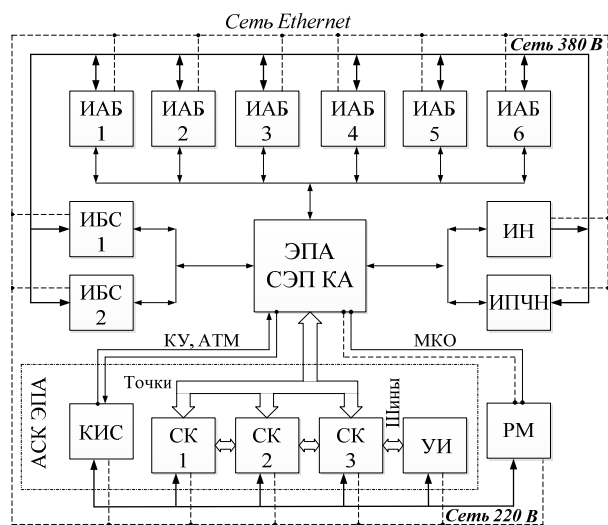 Сеть Ethernet
Сеть 380 В
ИАБ 1
ИАБ 2
ИАБ 3
ИАБ 4
ИАБ 5
ИАБ 6
ИБС 1
ЭПА СЭП КА
ИН
ИБС 2
ИПЧН
КУ, АТМ
МКО
АСК ЭПА
Точки
Шины
КИС
СК 1
СК 2
СК 3
УИ
РМ
Сеть 220 В